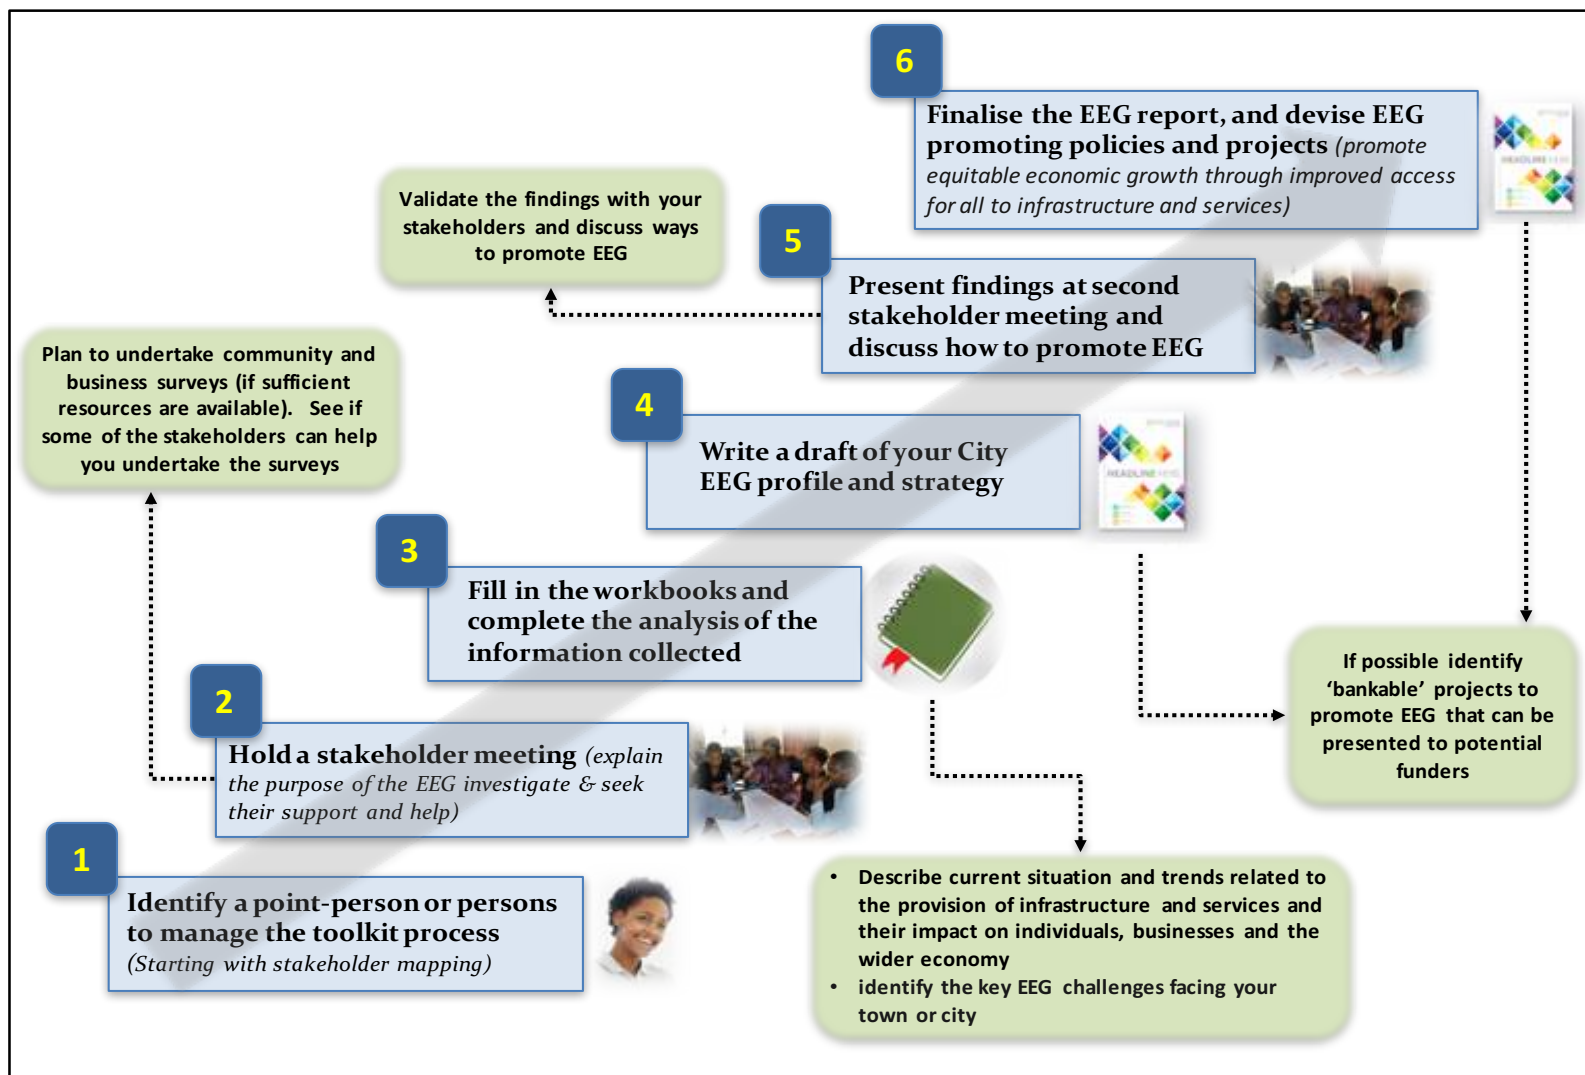 6
Finalise the EEG report, and devise EEG
promoting policies and projects (promote
equitable economic growth through improved access
for all to infrastructure and services)
Validate the findings with your
stakeholders and discuss ways
to promote EEG
5
Present findings at second
stakeholder meeting and
discuss how to promote EEG
Plan to undertake community and
business surveys (if sufficient
resources are available). See if
some of the stakeholders can help
you undertake the surveys
4
Write a draft of your City
EEG profile and strategy
HEADLINE HERE
3
Fill in the workbooks and
complete the analysis of the
information collected
If possible identify
‘bankable’ projects to
promote EEG that can be
presented to potential
funders
2
Hold a stakeholder meeting (explain
the purpose of the EEG investigate & seek
their support and help)
1
Identify a point-person or persons
to manage the toolkit process
(Starting with stakeholder mapping)
• Describe current situation and trends related to
the provision of infrastructure and services and
their impact on individuals, businesses and the
wider economy
• identify the key EEG challenges facing your
town or city